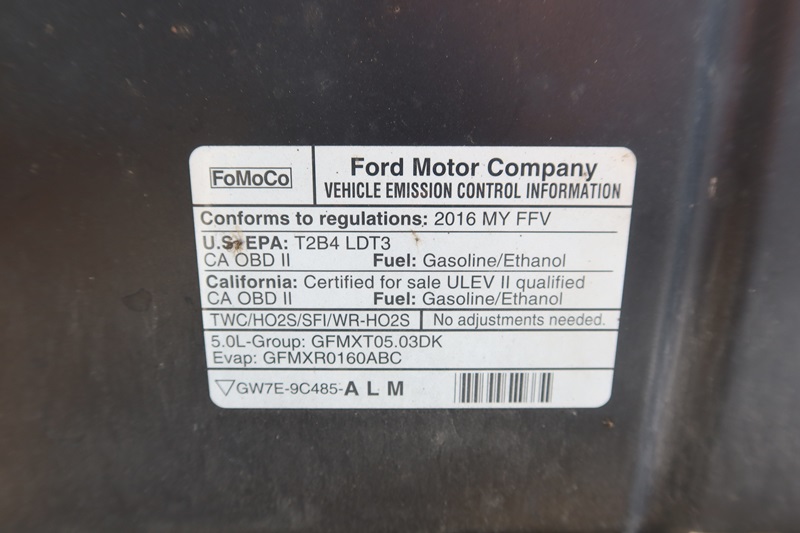 FoMoCo
Ford Motor Company
VEHICLE EMISSION CONTROL INFORMATION
Conforms to regulations: 2016 MY FFV
U.S. EPA: T2B4 LDT3
CA OBD II Fuel: Gasoline/Ethanol
California: Certified for sale ULEV II qualified
CA OBD II Fuel: Gasoline/Ethanol
TWC/HO2S/SFI/WR-HO2S No adjustments needed.
5.0L-Group: GFMXT05.03DK
Evap: GFMXR0160ABC
GW7E-9C485-A L M